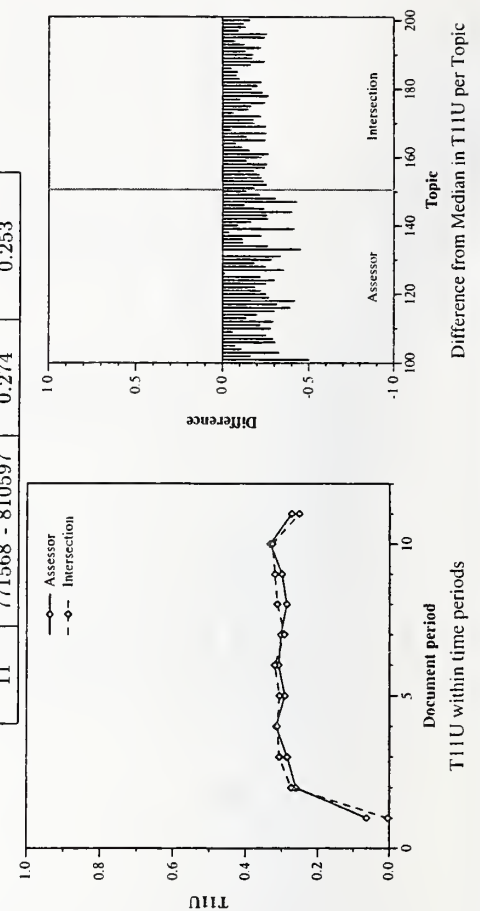 11 771568 - 810597 0.274 0.253
1.0
0.8
0.6
0.4
0.2
0.0
T11U
Assessor
Intersection
0
5
10
Document period
T11U within time periods
1.0
0.5
0.0
-0.5
-1.0
Difference
Assessor
Intersection
100
120
140
160
180
200
Topic
Difference from Median in T11U per Topic